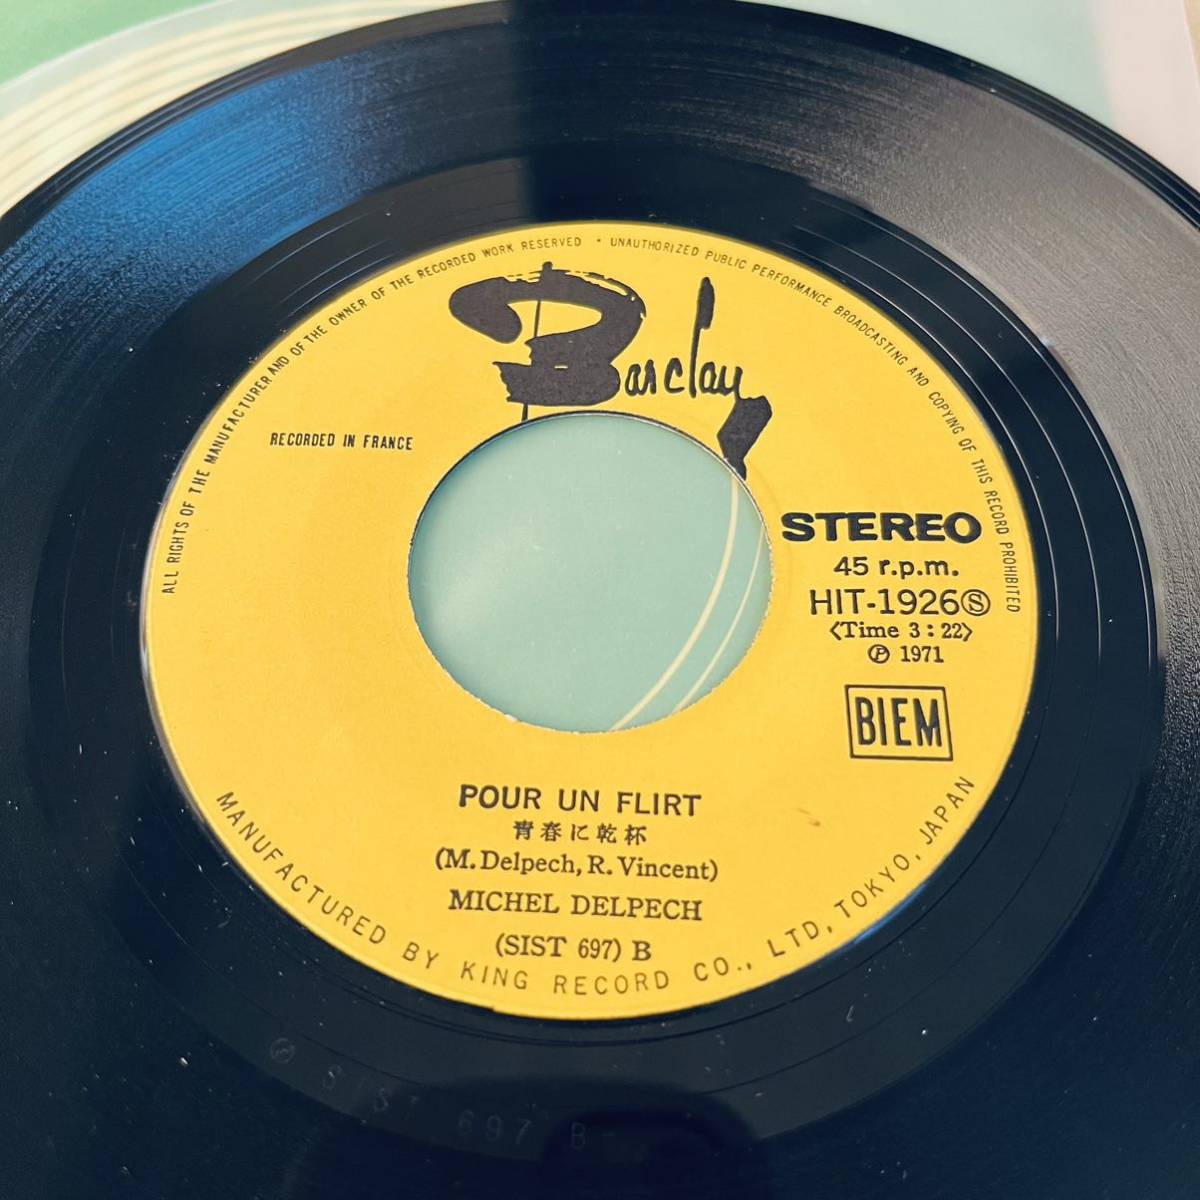 ALL RIGHTS OF THE MANUFACTURER AND OF THE OWNER OF THE RECORDED WORK RESERVED • UNAUTHORIZED PUBLIC PERFORMANCE BROADCASTING AND COPYING OF THIS RECORD PROHIBITED
Barclay
RECORDED IN FRANCE
STEREO
45 r.p.m.
HIT-1926Ⓢ
〈Time 3:22〉
Ⓟ 1971
BIEM
POUR UN FLIRT
青春に乾杯
(M. Delpech, R. Vincent)
MICHEL DELPECH
(SIST 697) B
MANUFACTURED BY KING RECORD CO., LTD, TOKYO, JAPAN
Ⓟ SIST 697 B